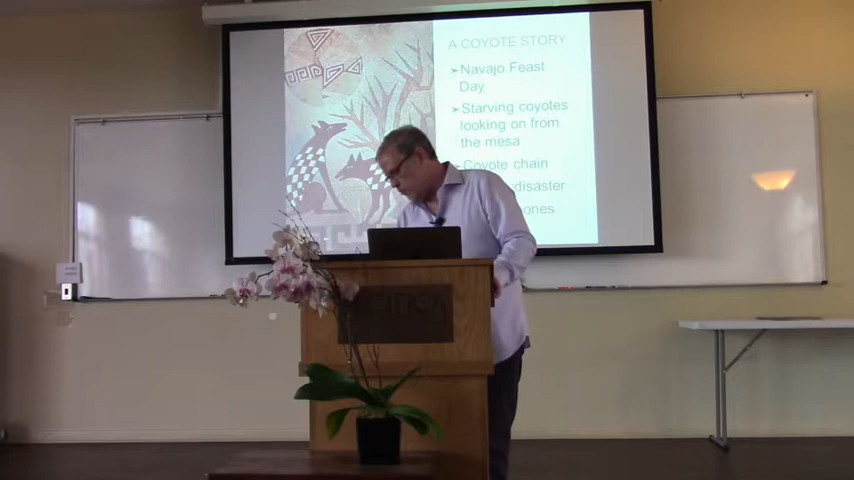 A COYOTE STORY
➢Navajo Feast
Day
➢Starving coyotes
looking on from
the mesa
➢Coyote chain
disaster
ones